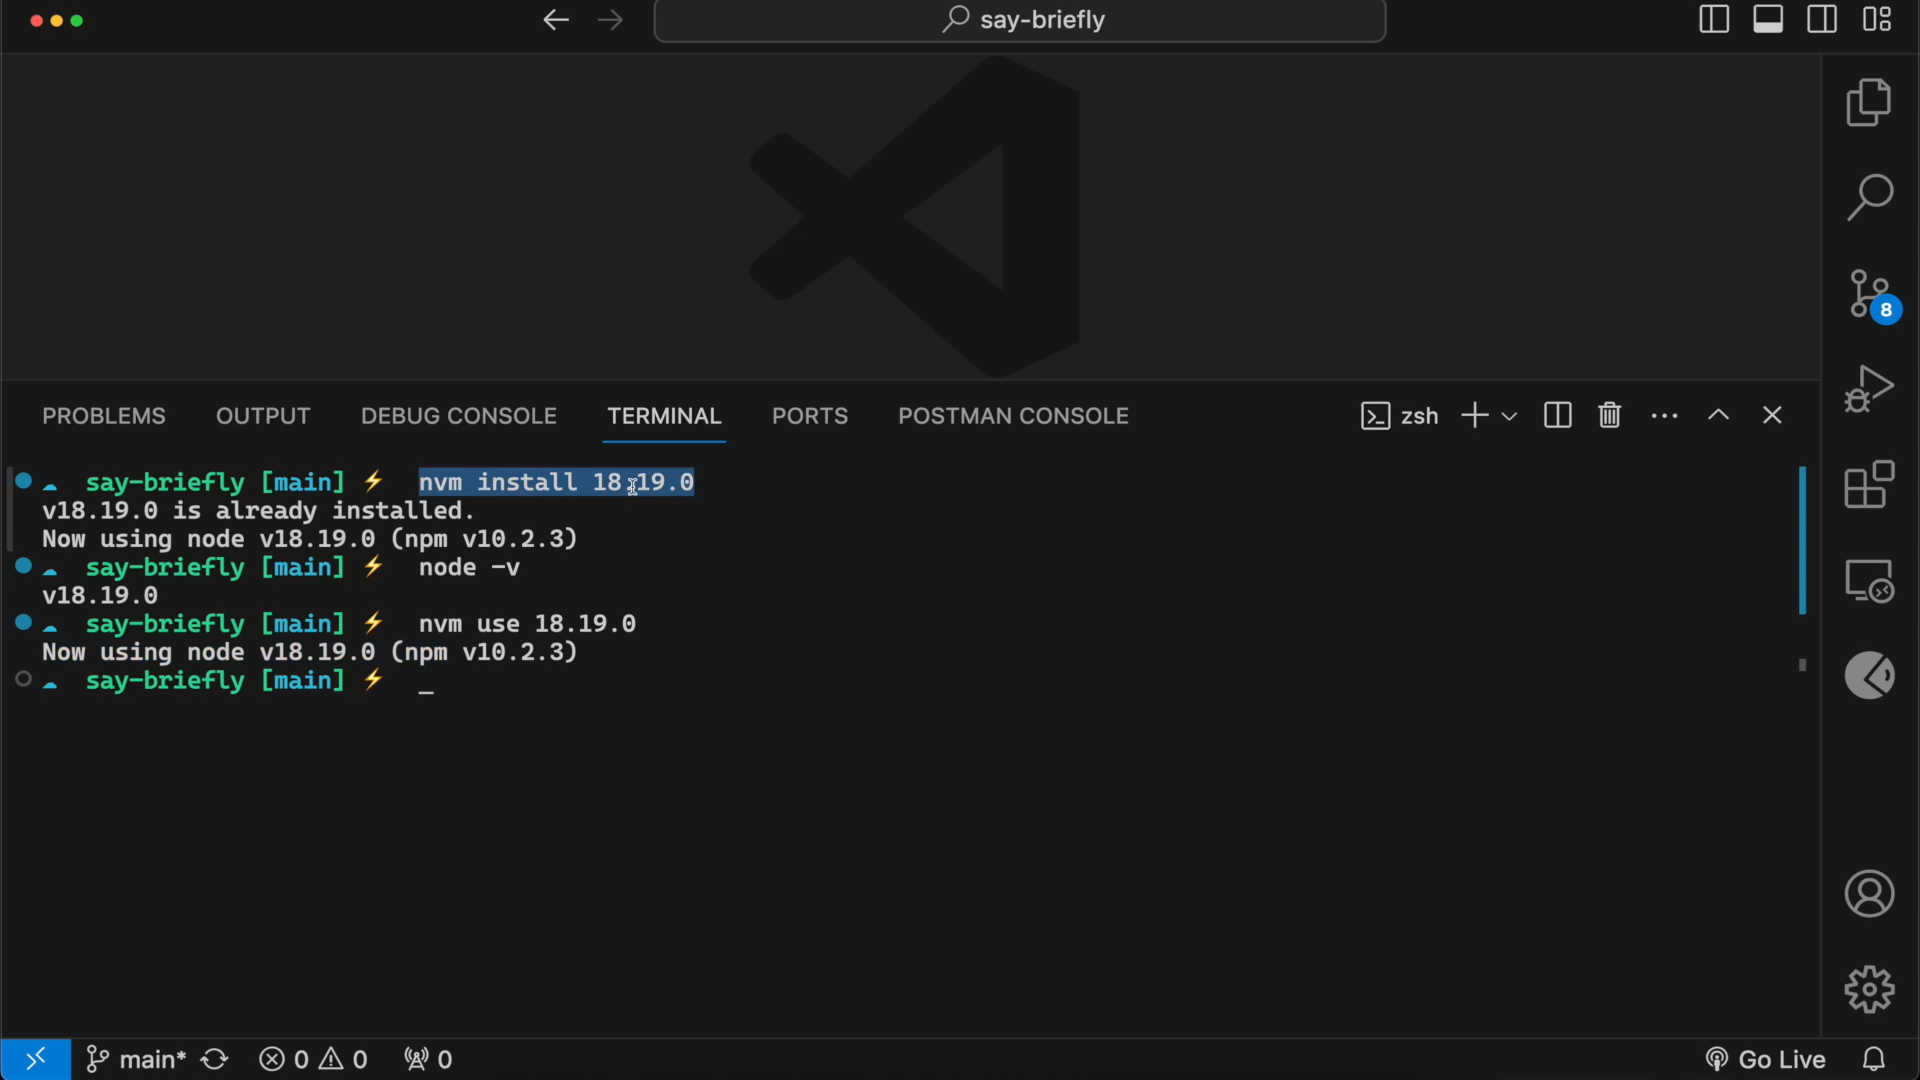 say-briefly
PROBLEMS OUTPUT DEBUG CONSOLE TERMINAL PORTS POSTMAN CONSOLE zsh
say-briefly [main] ⚡ nvm install 18.19.0
v18.19.0 is already installed.
Now using node v18.19.0 (npm v10.2.3)
say-briefly [main] ⚡ node -v
v18.19.0
say-briefly [main] ⚡ nvm use 18.19.0
Now using node v18.19.0 (npm v10.2.3)
say-briefly [main] ⚡ _
8
main* 0 0 0 Go Live